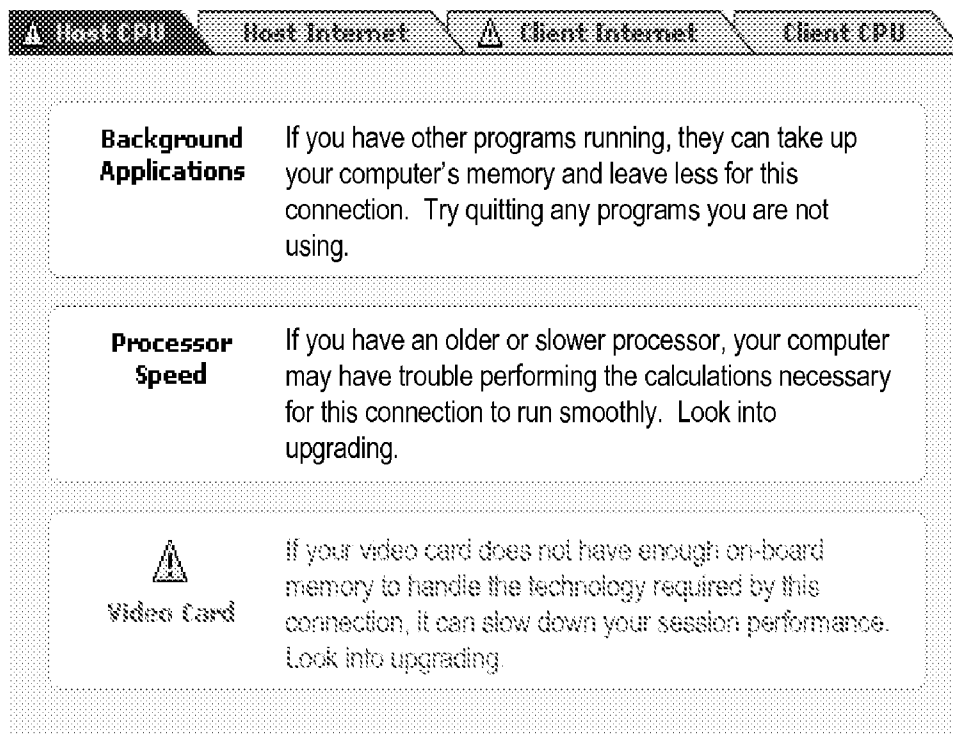 Host CPU Host Internet Client Internet Client CPU
Background
Applications
If you have other programs running, they can take up
your computer's memory and leave less for this
connection. Try quitting any programs you are not
using.
Processor
Speed
If you have an older or slower processor, your computer
may have trouble performing the calculations necessary
for this connection to run smoothly. Look into
upgrading.
Video Card
If your video card does not have enough on-board
memory to handle the technology required by this
connection, it can slow down your session performance.
Look into upgrading.